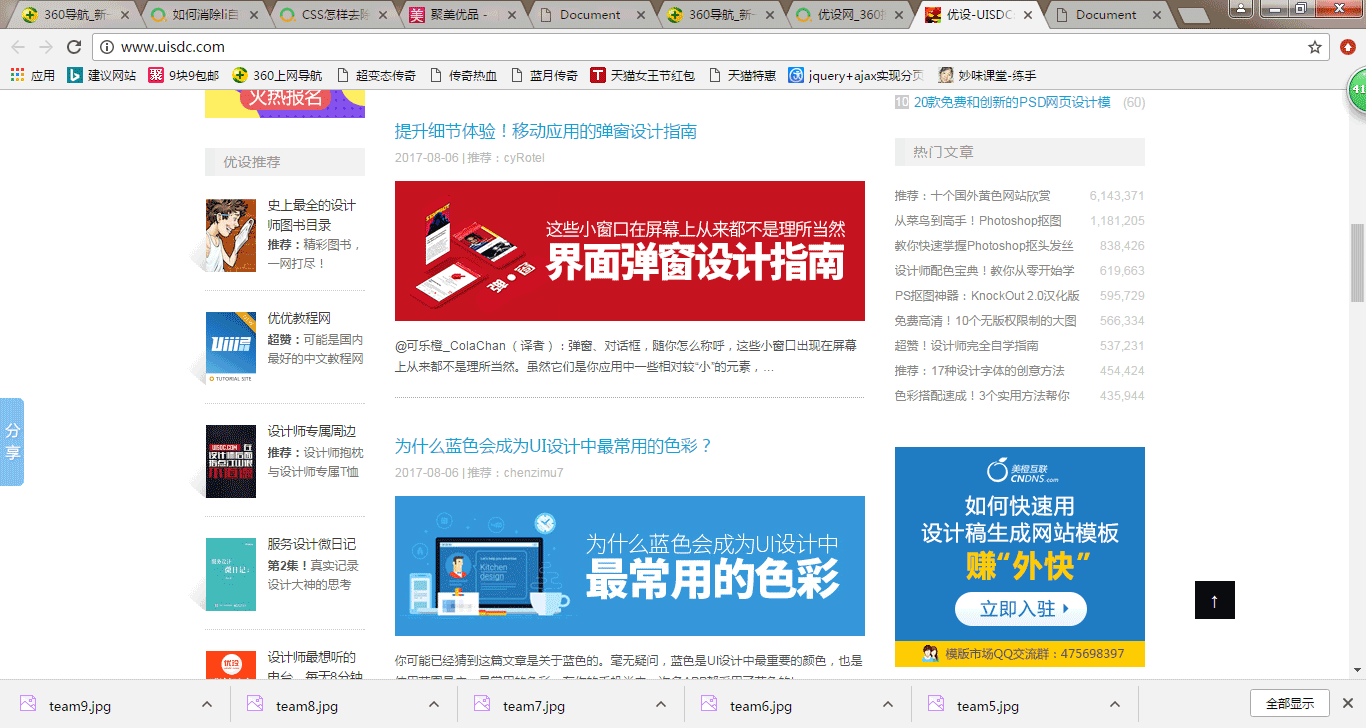 360导航_新一
如何消除li自
CSS怎样去除
聚美优品 -
Document
360导航_新一
优设网_360搜
优设-UISDC
Document
www.uisdc.com
应用
建议网站
9块9包邮
360上网导航
超变态传奇
传奇热血
蓝月传奇
天猫女王节红包
天猫特惠
jquery+ajax实现分页
妙味课堂-练手
41
火热报名
优设推荐
史上最全的设计
师图书目录
推荐：精彩图书，
一网打尽！
优优教程网
超赞：可能是国内
最好的中文教程网
TUTORIAL SITE
设计师专属周边
推荐：设计师抱枕
与设计师专属T恤
服务设计微日记
第2集！真实记录
设计大神的思考
优设
设计师最想听的
电台，每天8分钟
分享
提升细节体验！移动应用的弹窗设计指南
2017-08-06 | 推荐：cyRotel
这些小窗口在屏幕上从来都不是理所当然
界面弹窗设计指南
@可乐橙_ColaChan（译者）: 弹窗、对话框，随你怎么称呼，这些小窗口出现在屏幕
上从来都不是理所当然。虽然它们是你应用中一些相对较“小”的元素，...
为什么蓝色会成为UI设计中最常用的色彩？
2017-08-06 | 推荐：chenzimu7
Kitchen
design
为什么蓝色会成为UI设计中
最常用的色彩
你可能已经猜到这篇文章是关于蓝色的。毫无疑问，蓝色是UI设计中最重要的颜色，也是
10 20款免费和创新的PSD网页设计模 (60)
热门文章
推荐：十个国外黄色网站欣赏 6,143,371
从菜鸟到高手！Photoshop抠图 1,181,205
教你快速掌握Photoshop抠头发丝 838,426
设计师配色宝典！教你从零开始学 619,663
PS抠图神器：KnockOut 2.0汉化版 595,729
免费高清！10个无版权限制的大图 566,334
超赞！设计师完全自学指南 537,231
推荐：17种设计字体的创意方法 454,424
色彩搭配速成！3个实用方法帮你 435,944
美橙互联
CNDNS.com
如何快速用
设计稿生成网站模板
赚“外快”
立即入驻
模版市场QQ交流群：475698397
↑
team9.jpg
team8.jpg
team7.jpg
team6.jpg
team5.jpg
全部显示